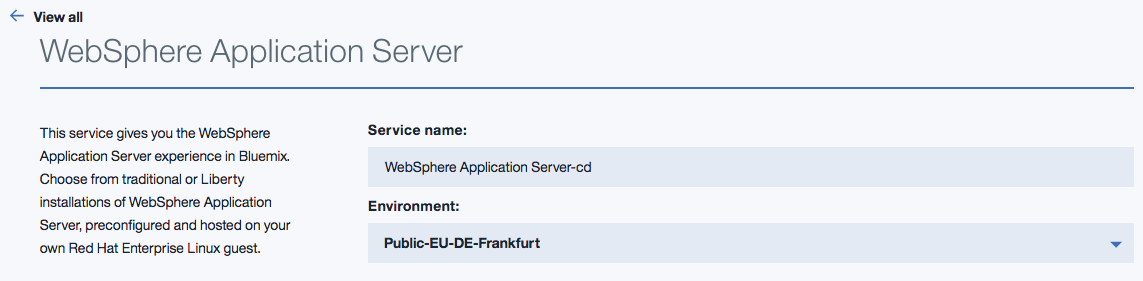 View all
WebSphere Application Server
This service gives you the WebSphere
Application Server experience in Bluemix.
Choose from traditional or Liberty
installations of WebSphere Application
Server, preconfigured and hosted on your
own Red Hat Enterprise Linux guest.
Service name:
WebSphere Application Server-cd
Environment:
Public-EU-DE-Frankfurt